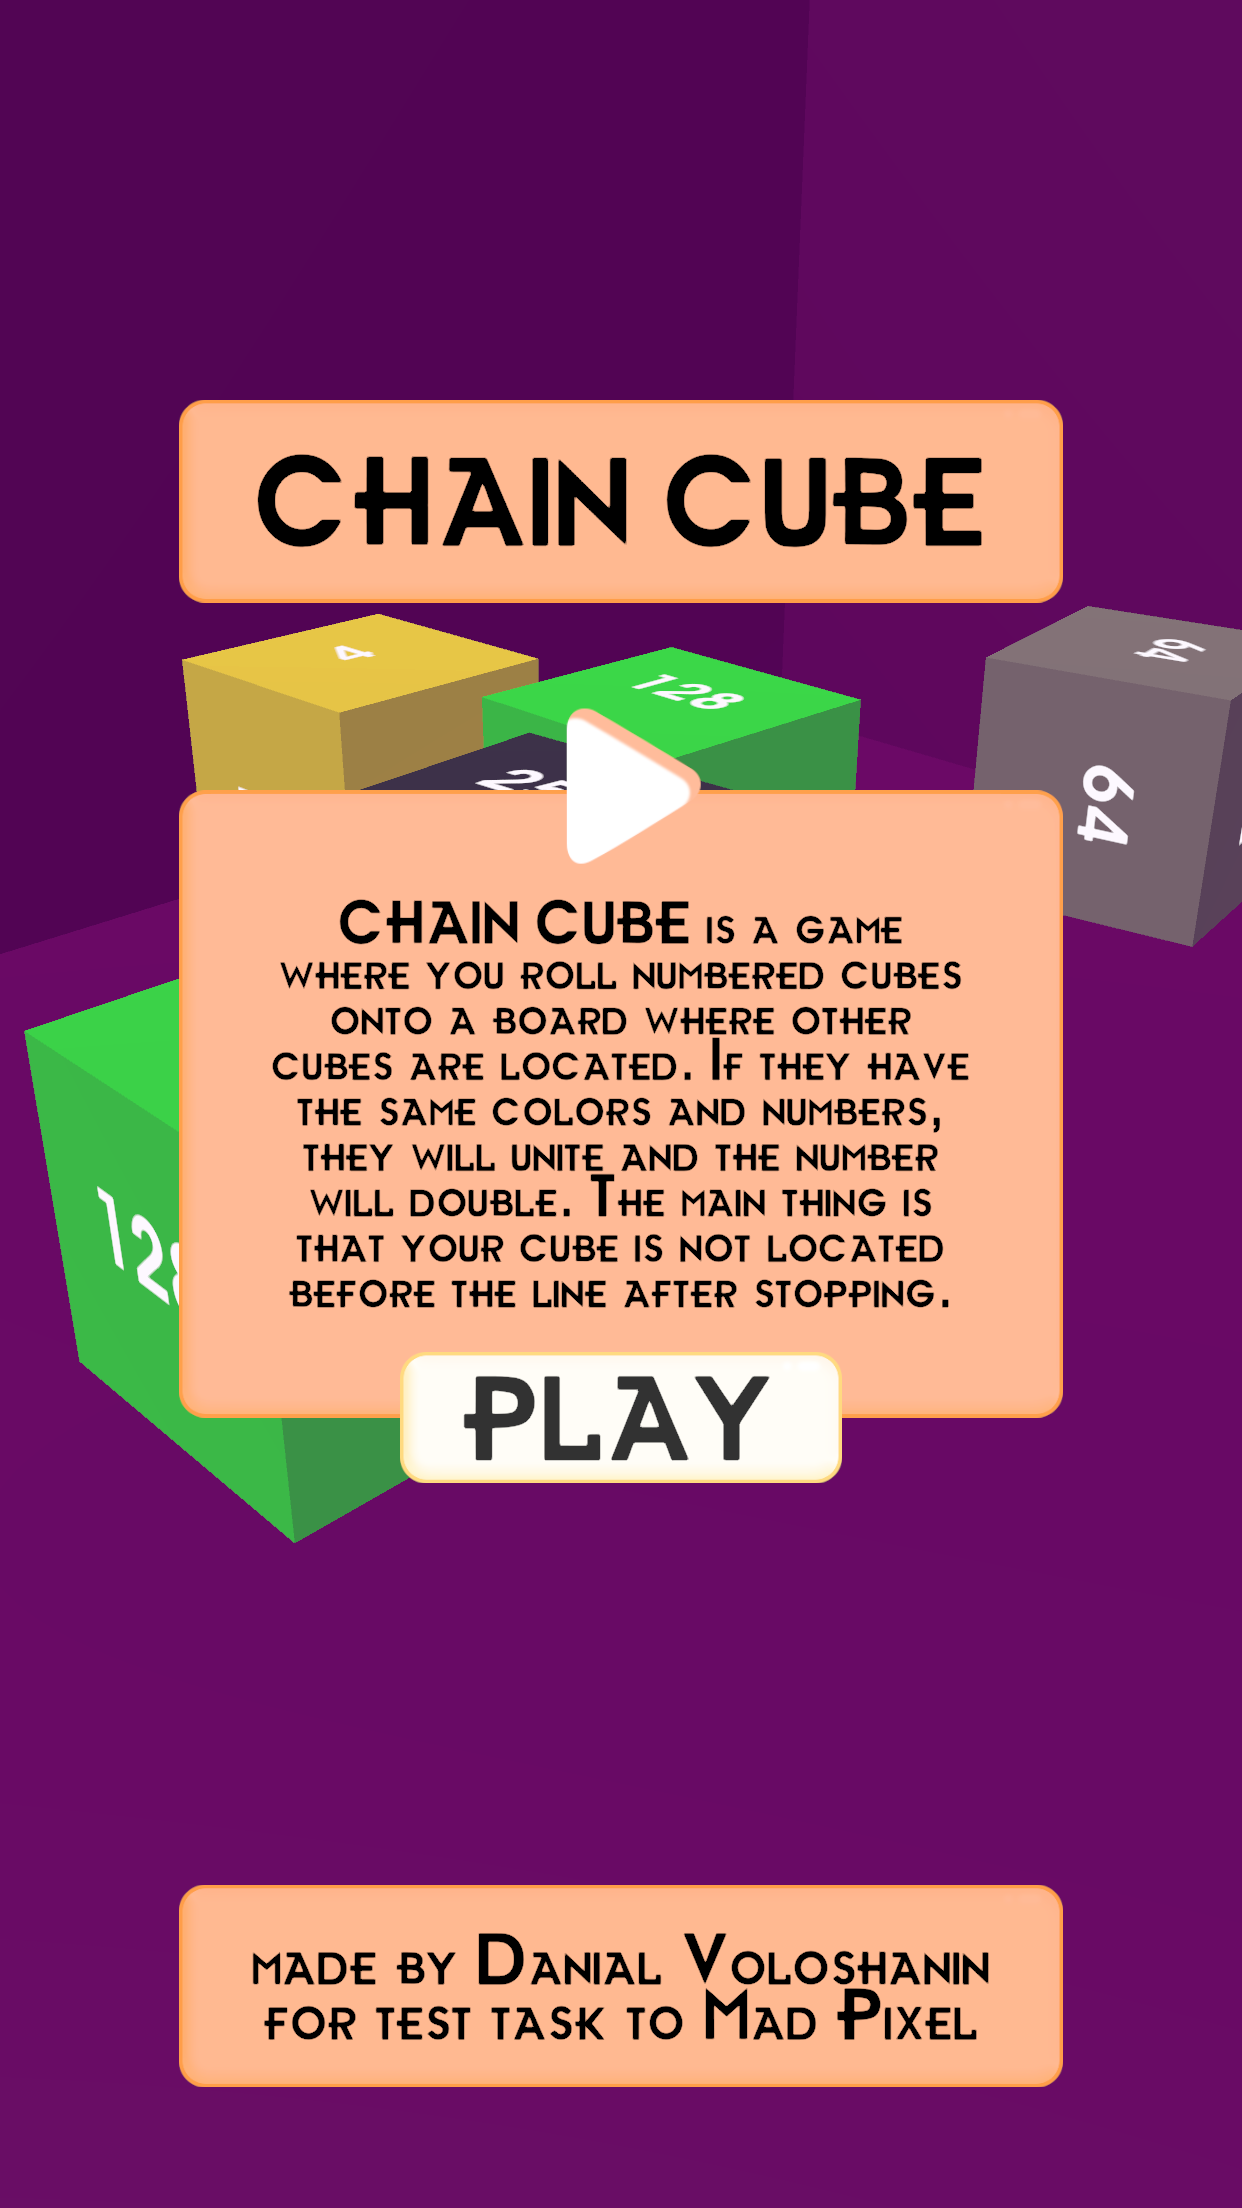 CHAIN CUBE
4
128
64
64
CHAIN CUBE IS A GAME
WHERE YOU ROLL NUMBERED CUBES
ONTO A BOARD WHERE OTHER
CUBES ARE LOCATED. IF THEY HAVE
THE SAME COLORS AND NUMBERS,
THEY WILL UNITE AND THE NUMBER
WILL DOUBLE. THE MAIN THING IS
THAT YOUR CUBE IS NOT LOCATED
BEFORE THE LINE AFTER STOPPING.
PLAY
MADE BY DANIAL VOLOSHANIN
FOR TEST TASK TO MAD PIXEL